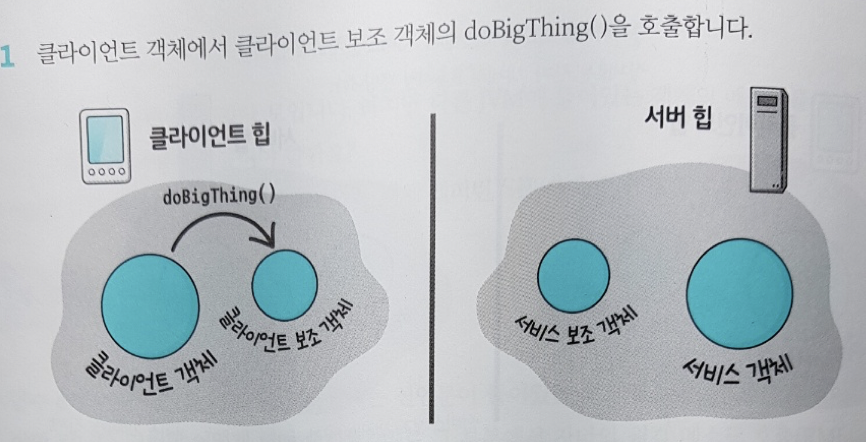 1 클라이언트 객체에서 클라이언트 보조 객체의 doBigThing()을 호출합니다.
클라이언트 힙
doBigThing()
클라이언트 객체
클라이언트 보조 객체
서버 힙
서비스 보조 객체
서비스 객체